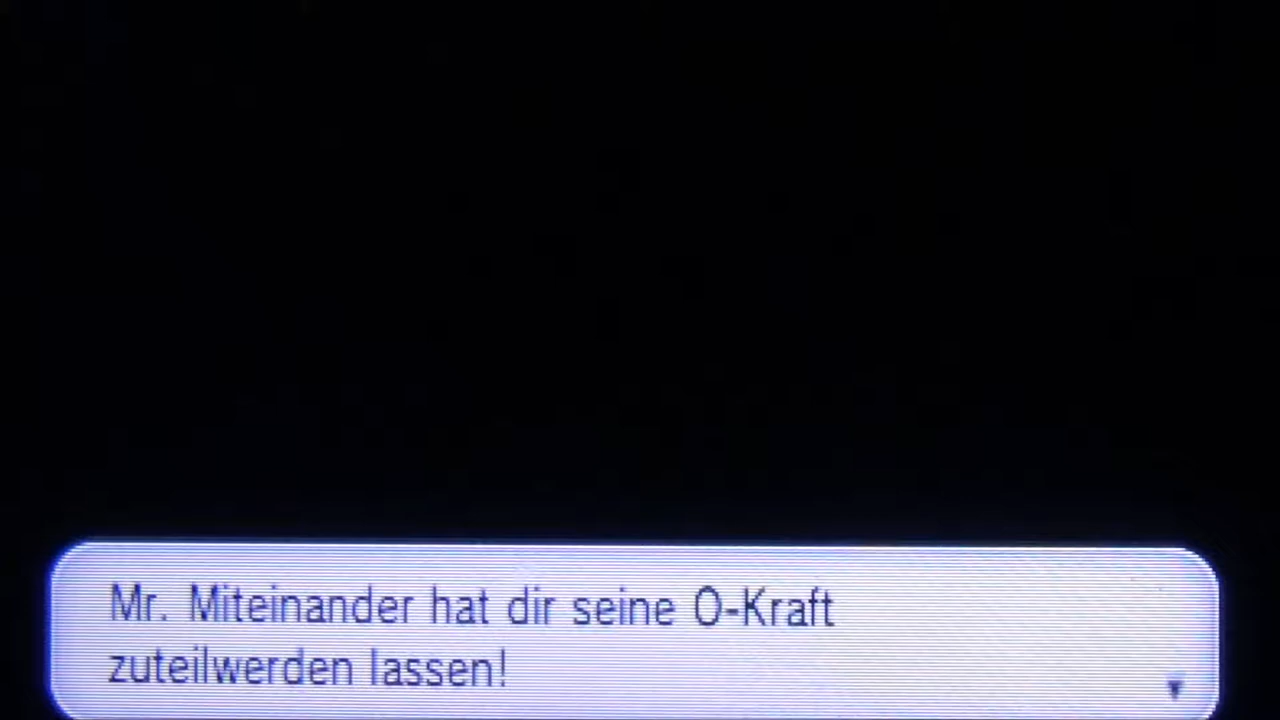 Mr. Miteinander hat dir seine O-Kraft
zuteilwerden lassen!